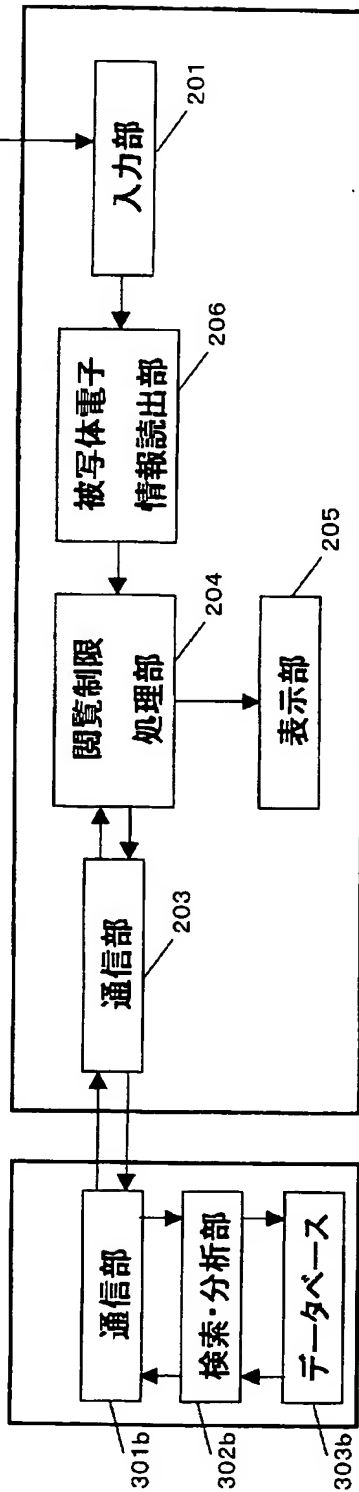 入力部
201
被写体電子
情報読出部
206
閲覧制限
処理部
204
表示部
205
通信部
203
通信部
301b
検索・分析部
302b
データベース
303b